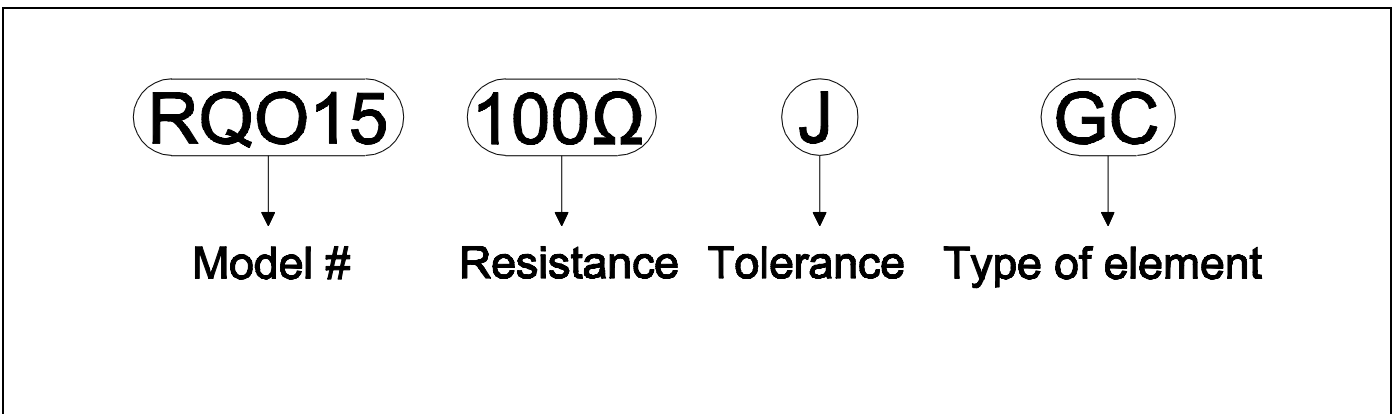 RQO15 100Ω J GC
Model # Resistance Tolerance Type of element